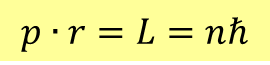 p · r = L = nħ